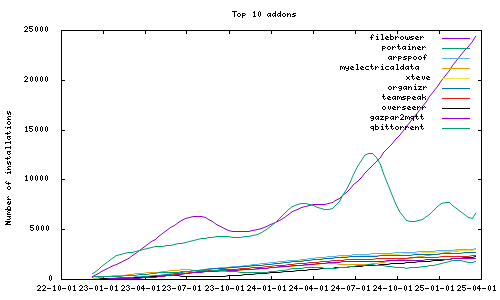 Top 10 addons
25000
20000
15000
10000
5000
0
Number of installations
filebrowser
portainer
arpspoof
myelectricaldata
xteve
organizr
teamspeak
overseerr
gazpar2mqtt
qbittorrent
22-10-01 23-01-01 23-04-01 23-07-01 23-10-01 24-01-01 24-04-01 24-07-01 24-10-01 25-01-01 25-04-01